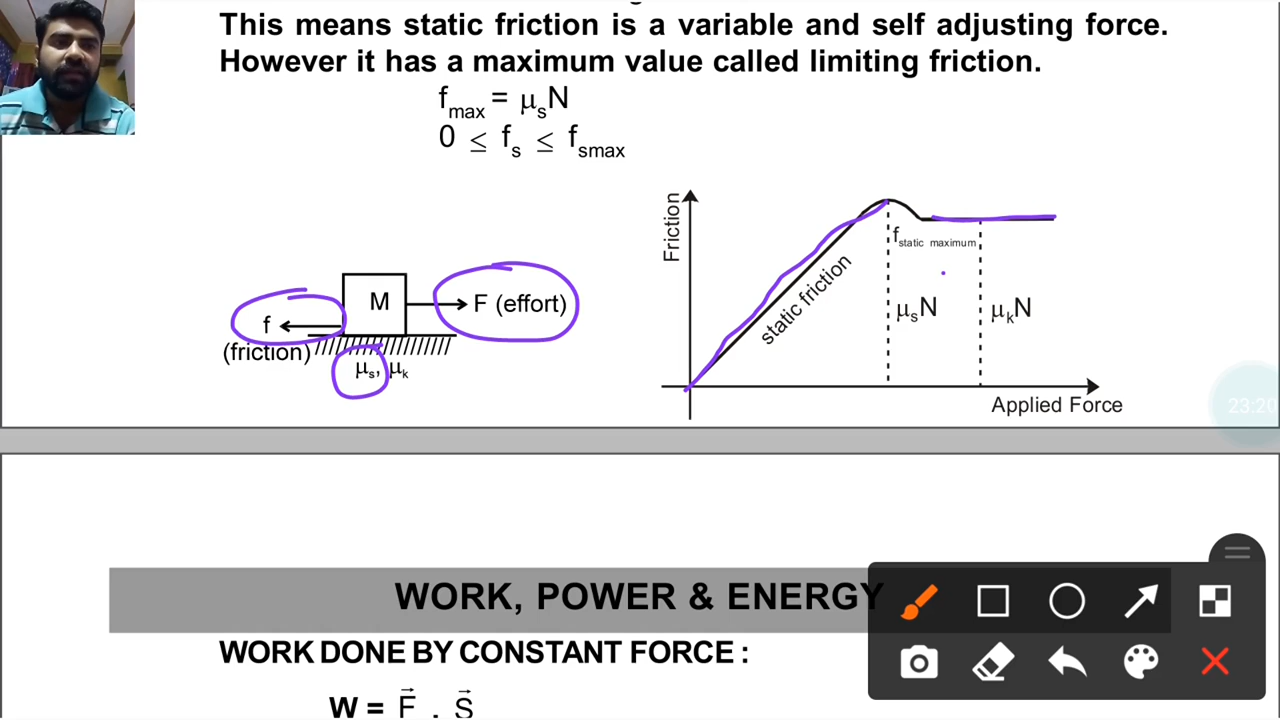 This means static friction is a variable and self adjusting force.
However it has a maximum value called limiting friction.
fmax = μsN
0 ≤ fs ≤ fsmax
Friction
static friction
fstatic maximum
μsN
μkN
Applied Force
M
F (effort)
f
(friction)
μs, μk
23:20
WORK, POWER & ENERGY
WORK DONE BY CONSTANT FORCE :
W = F⃗ . S⃗